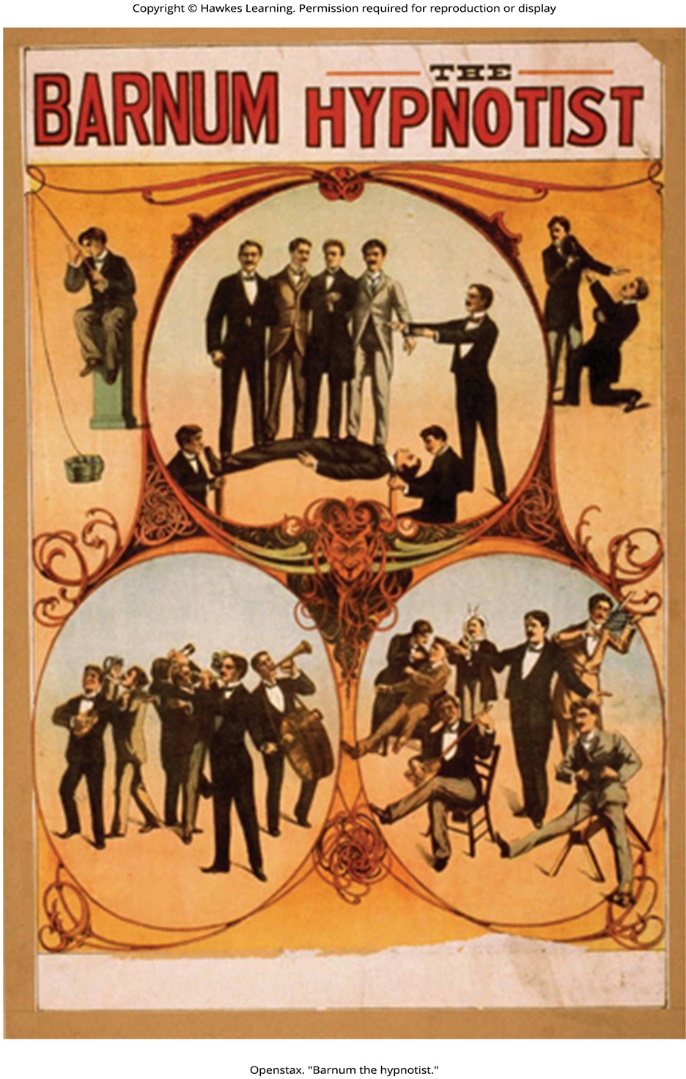 Copyright © Hawkes Learning. Permission required for reproduction or display
THE
BARNUM HYPNOTIST
Openstax. "Barnum the hypnotist."